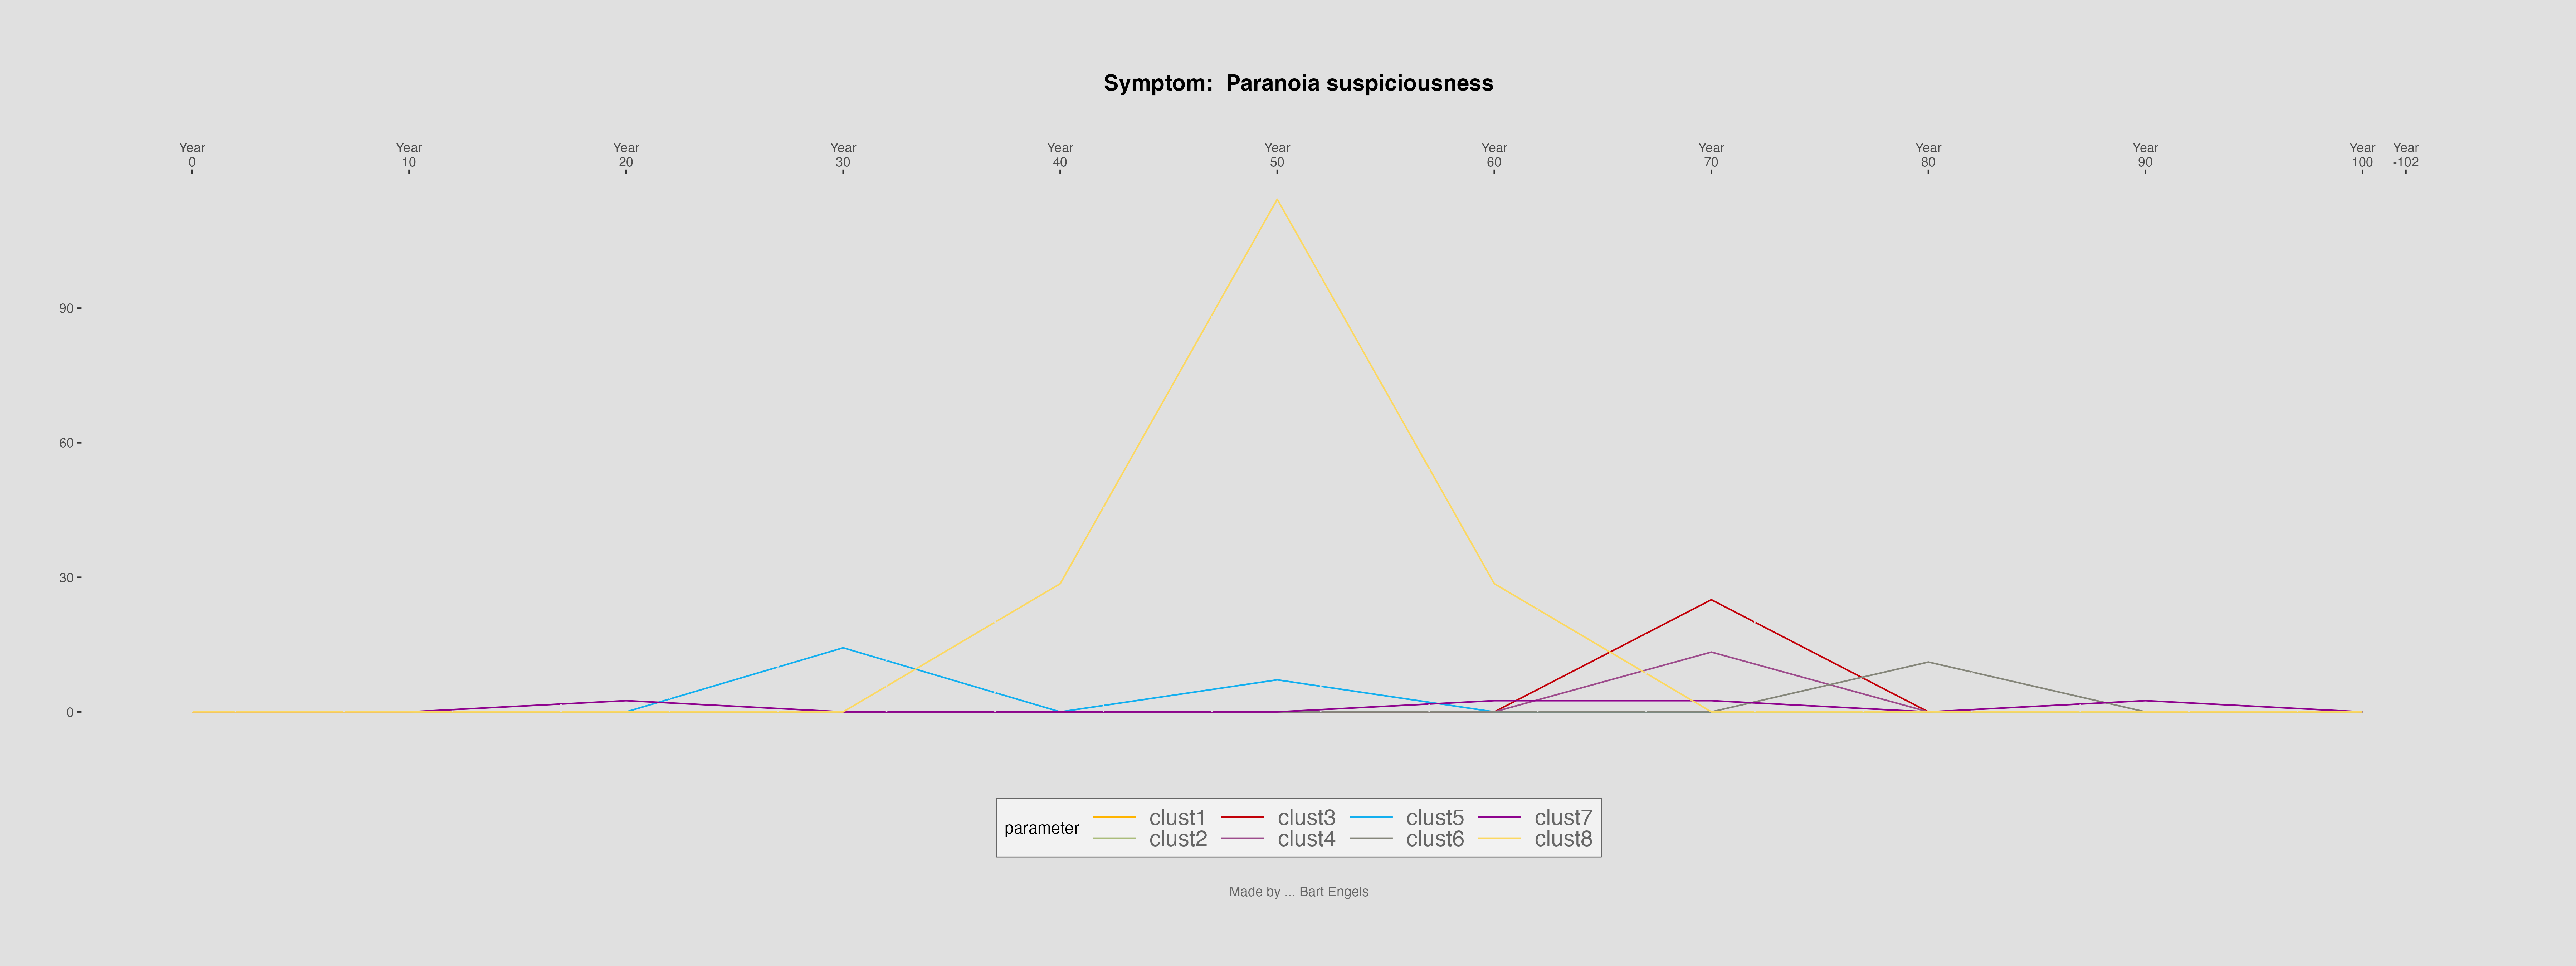 Symptom:  Paranoia suspiciousness
Year Year Year Year Year Year Year Year Year Year Year Year
0 10 20 30 40 50 60 70 80 90 100 -102
90
60
30
0
parameter
clust1 clust3 clust5 clust7
clust2 clust4 clust6 clust8
Made by ... Bart Engels